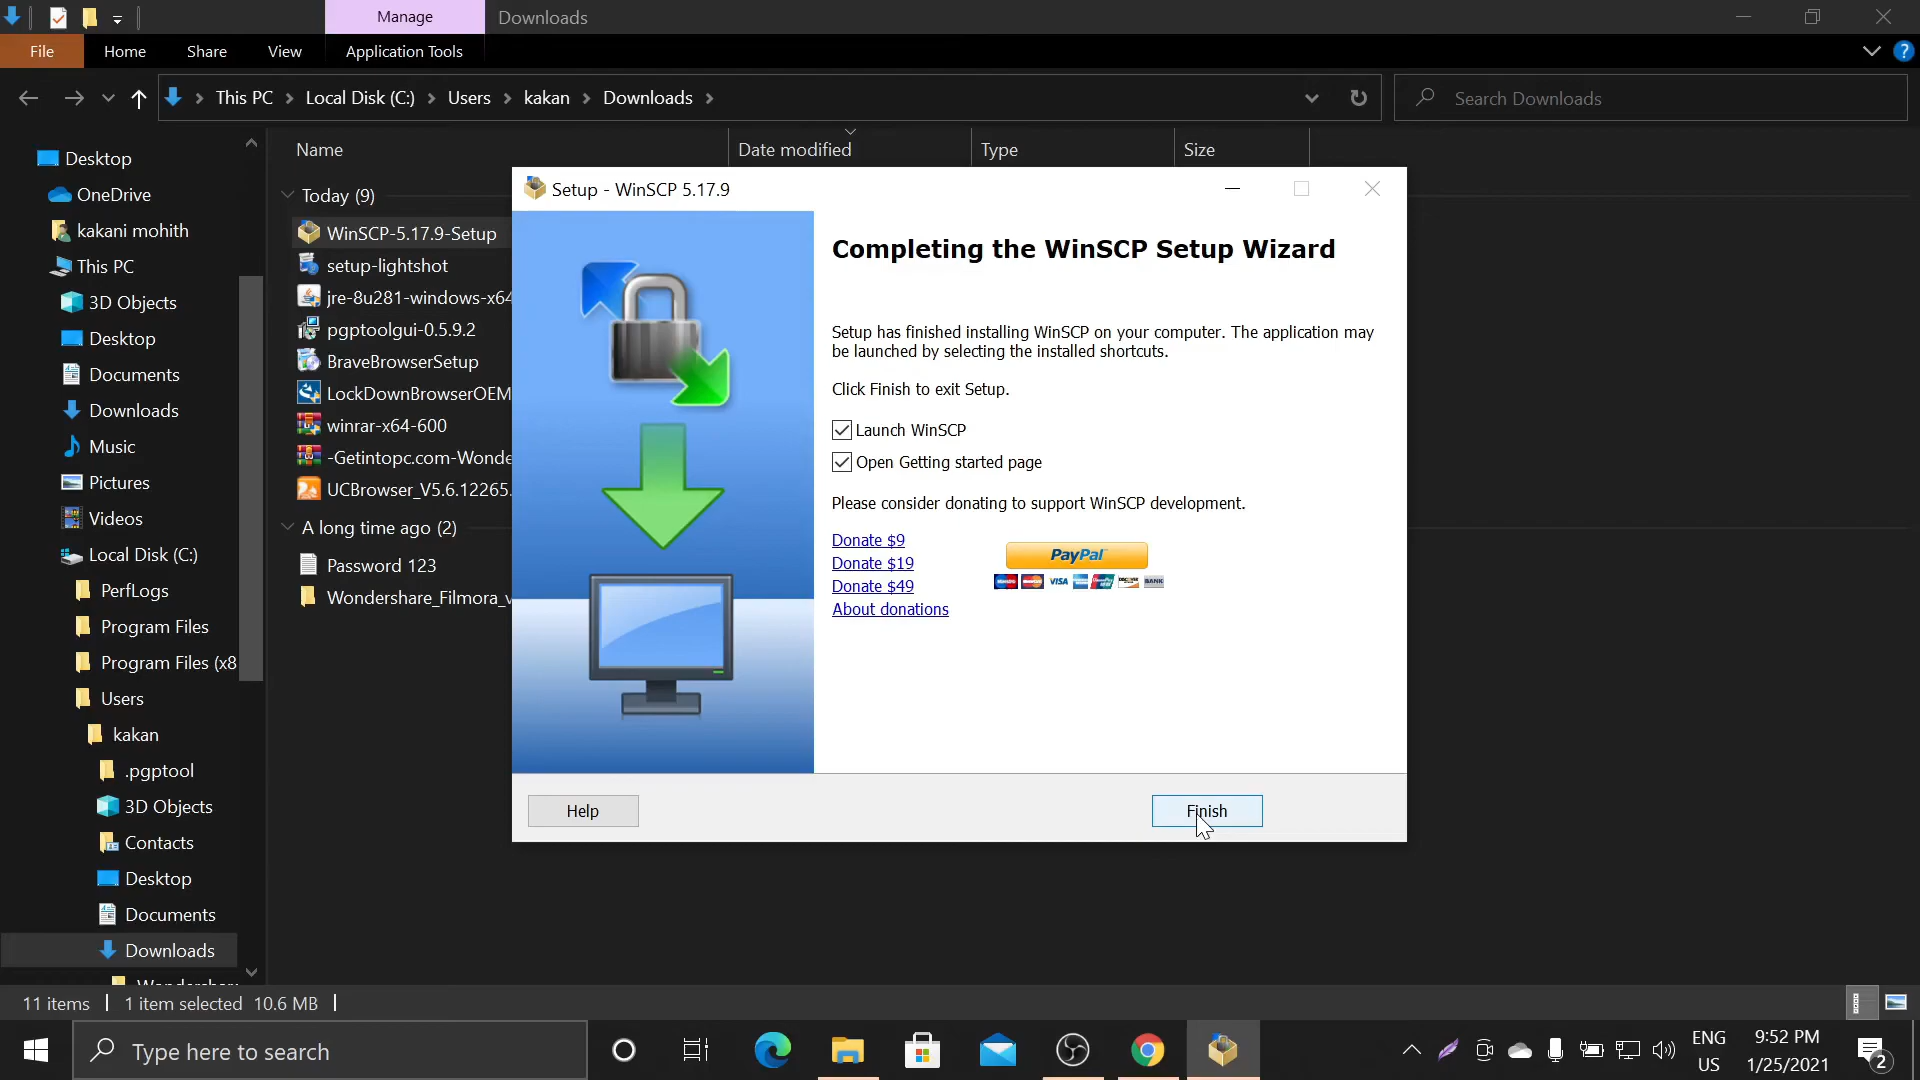 Manage
Downloads
File
Home
Share
View
Application Tools
?
This PC
Local Disk (C:)
Users
kakan
Downloads
Search Downloads
Name
Date modified
Type
Size
Desktop
OneDrive
kakani mohith
This PC
3D Objects
Desktop
Documents
Downloads
Music
Pictures
Videos
Local Disk (C:)
PerfLogs
Program Files
Program Files (x8
Users
kakan
.pgptool
3D Objects
Contacts
Desktop
Documents
Downloads
Today (9)
WinSCP-5.17.9-Setup
setup-lightshot
jre-8u281-windows-x64
pgptoolgui-0.5.9.2
BraveBrowserSetup
LockDownBrowserOEM
winrar-x64-600
-Getintopc.com-Wonde
UCBrowser_V5.6.12265.
A long time ago (2)
Password 123
Wondershare_Filmora_v
Setup - WinSCP 5.17.9
Completing the WinSCP Setup Wizard
Setup has finished installing WinSCP on your computer. The application may
be launched by selecting the installed shortcuts.
Click Finish to exit Setup.
Launch WinSCP
Open Getting started page
Please consider donating to support WinSCP development.
Donate $9
Donate $19
Donate $49
About donations
PayPal
VISA
BANK
Help
Finish
11 items
1 item selected 10.6 MB
Type here to search
ENG
US
9:52 PM
1/25/2021
2